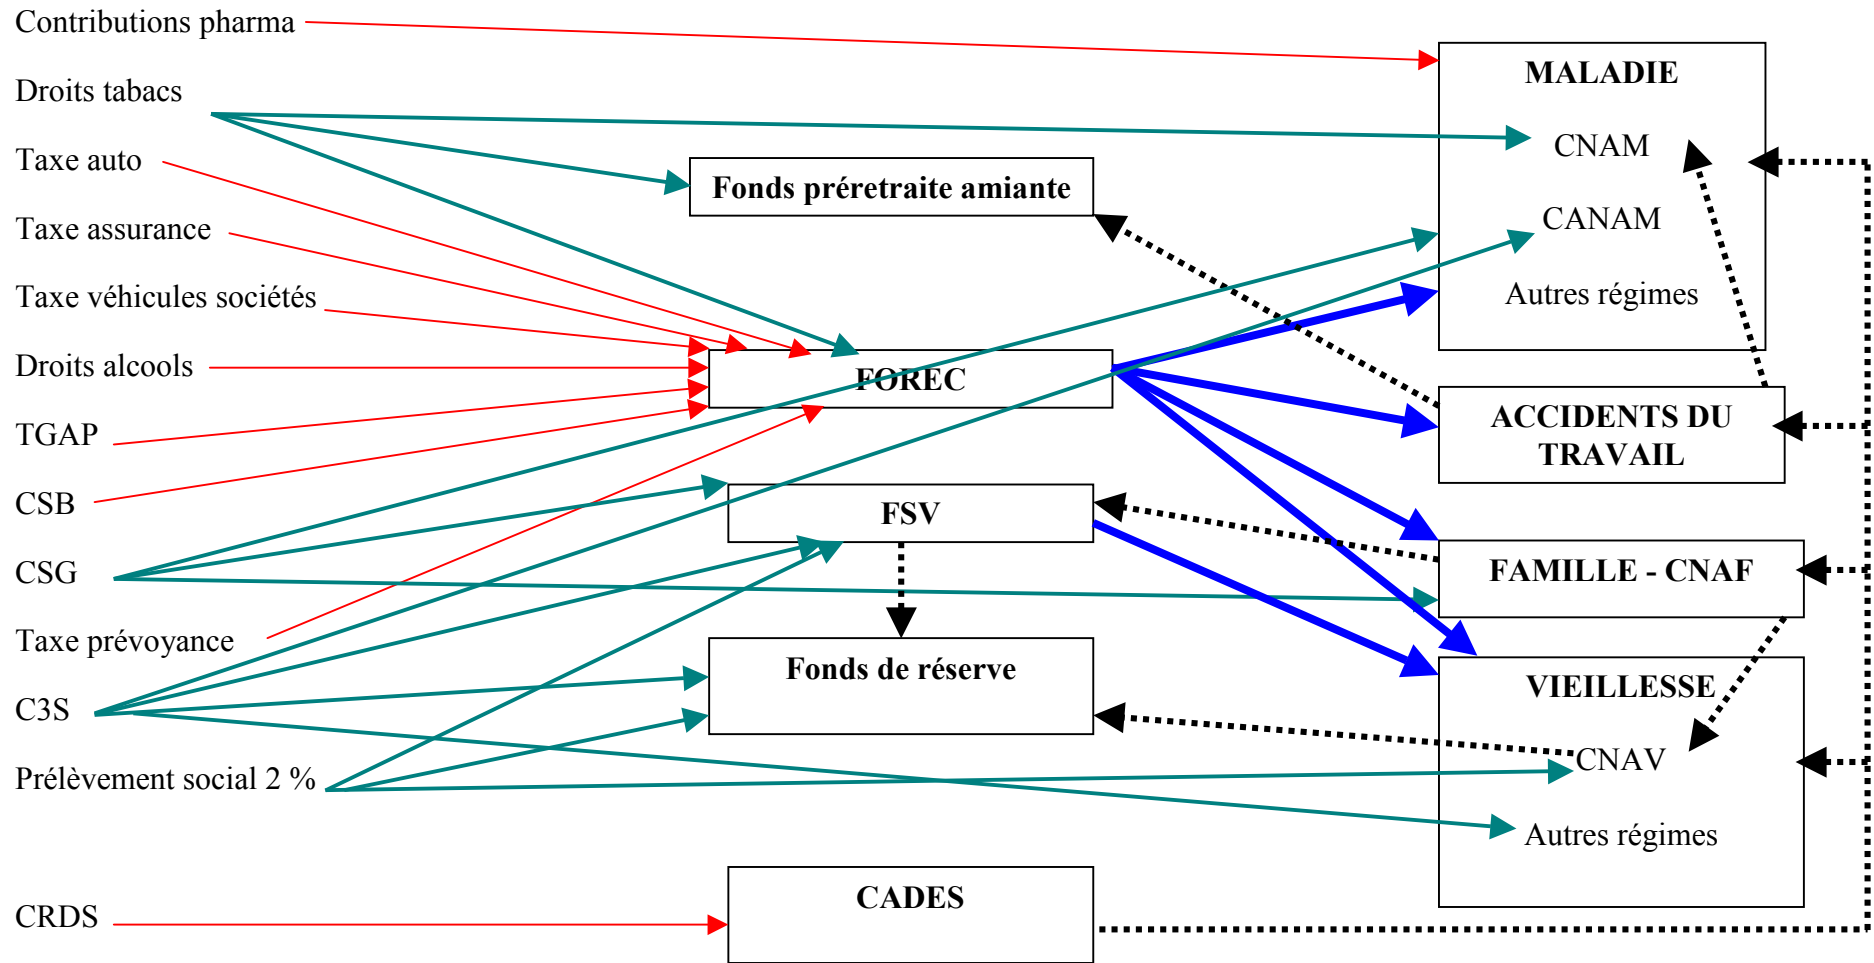 Contributions pharma
Droits tabacs
Taxe auto
Taxe assurance
Taxe véhicules sociétés
Droits alcools
TGAP
CSB
CSG
Taxe prévoyance
C3S
Prélèvement social 2 %
CRDS
Fonds préretraite amiante
FOREC
FSV
Fonds de réserve
CADES
MALADIE
CNAM
CANAM
Autres régimes
ACCIDENTS DU
TRAVAIL
FAMILLE - CNAF
VIEILLESSE
CNAV
Autres régimes